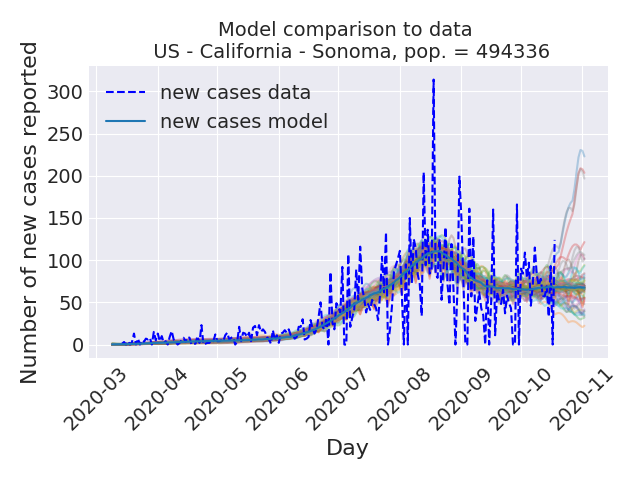 Model comparison to data
US - California - Sonoma, pop. = 494336
Number of new cases reported
300
250
200
150
100
50
0
new cases data
new cases model
2020-03
2020-04
2020-05
2020-06
2020-07
2020-08
2020-09
2020-10
2020-11
Day